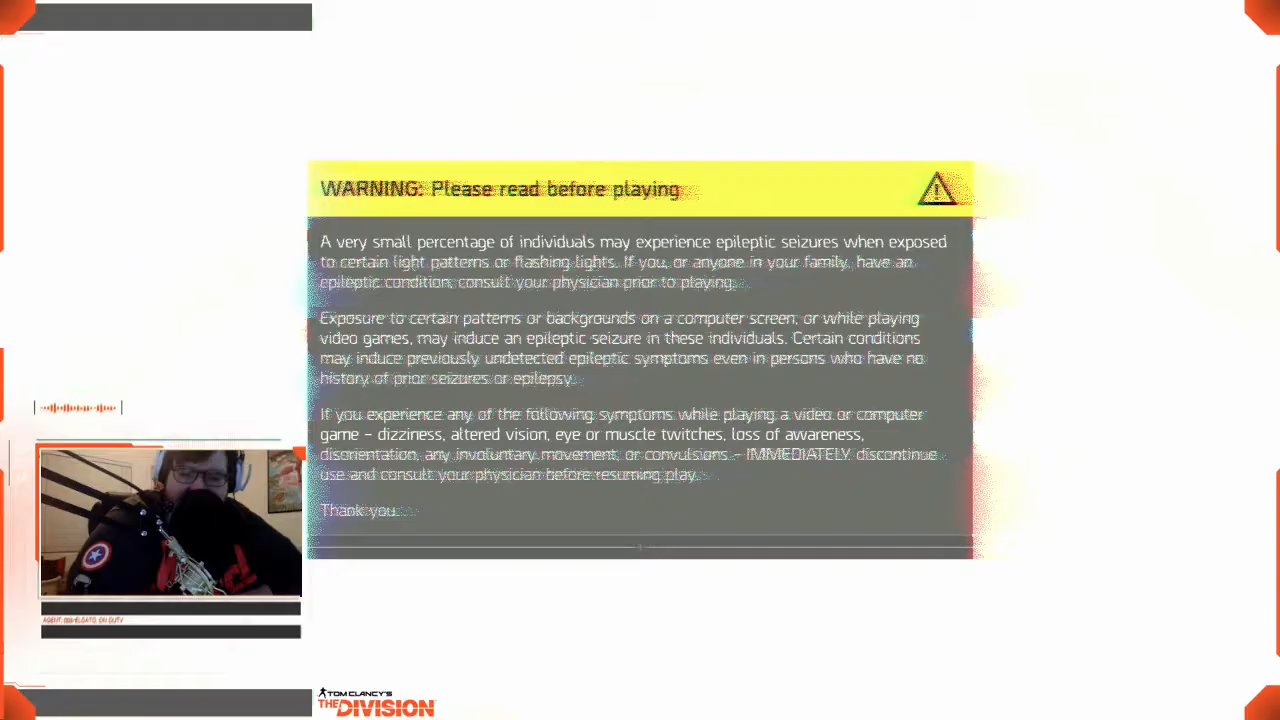 WARNING: Please read before playing
A very small percentage of individuals may experience epileptic seizures when exposed
to certain light patterns or flashing lights. If you, or anyone in your family, have an
epileptic condition, consult your physician prior to playing.
Exposure to certain patterns or backgrounds on a computer screen, or while playing
video games, may induce an epileptic seizure in these individuals. Certain conditions
may induce previously undetected epileptic symptoms even in persons who have no
history of prior seizures or epilepsy.
If you experience any of the following symptoms while playing a video or computer
game - dizziness, altered vision, eye or muscle twitches, loss of awareness,
disorientation, any involuntary movement, or convulsions - IMMEDIATELY discontinue
use and consult your physician before resuming play.
Thank you.
AGENT: ON DUTY
TOM CLANCY'S
THE DIVISION